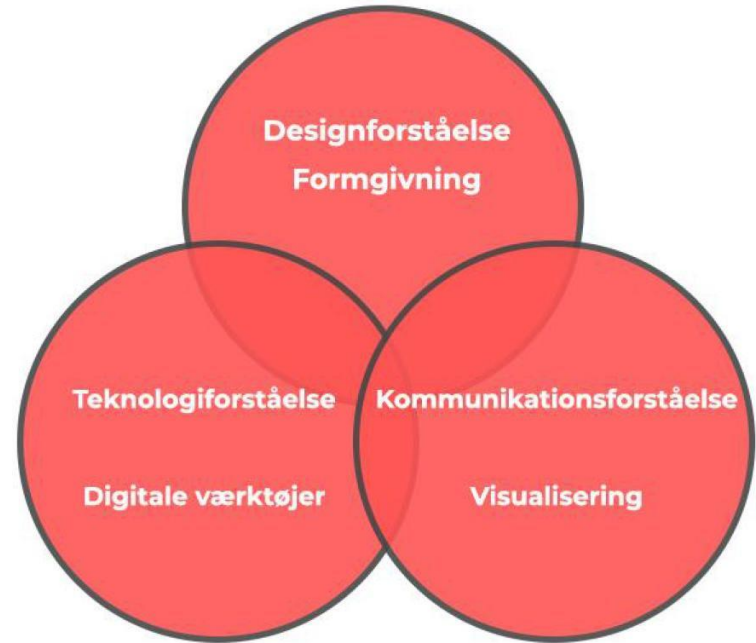 Designforståelse
Formgivning
Teknologiforståelse
Kommunikationsforståelse
Digitale værktøjer
Visualisering